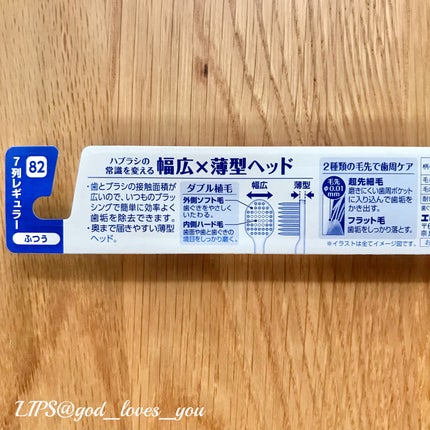 82
7列レギュラー
ふつう
ハブラシの
常識を変える
幅広×薄型ヘッド
・歯とブラシの接触面積が
広いので、いつものブラッ
シングで簡単に効率よく
歯垢を除去できます。
・奥まで届きやすい薄型
ヘッド。
ダブル植毛
外側ソフト毛
歯ぐきをやさしく
いたわる。
内側ハード毛
歯面や歯と歯ぐきの
境目をしっかり磨く。
幅広
薄型
2種類の毛先で歯周ケア
毛先
φ0.01
mm
超先細毛
磨きにくい歯周ポケット
に入り込んで歯垢を
かき出す。
フラット毛
歯垢をしっかり落とす。
※イラストは全てイメージ図です。
LIPS@god_loves_you